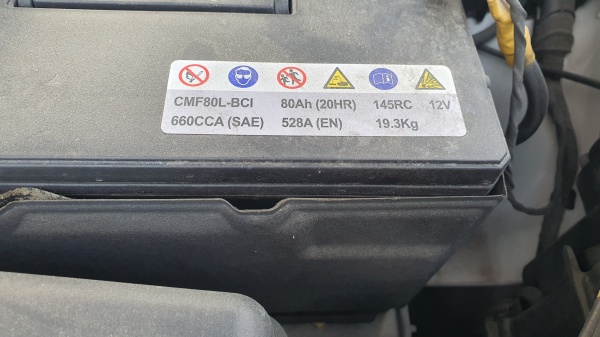 CMF80L-BCI 80Ah (20HR) 145RC 12V
660CCA (SAE) 528A (EN) 19.3Kg